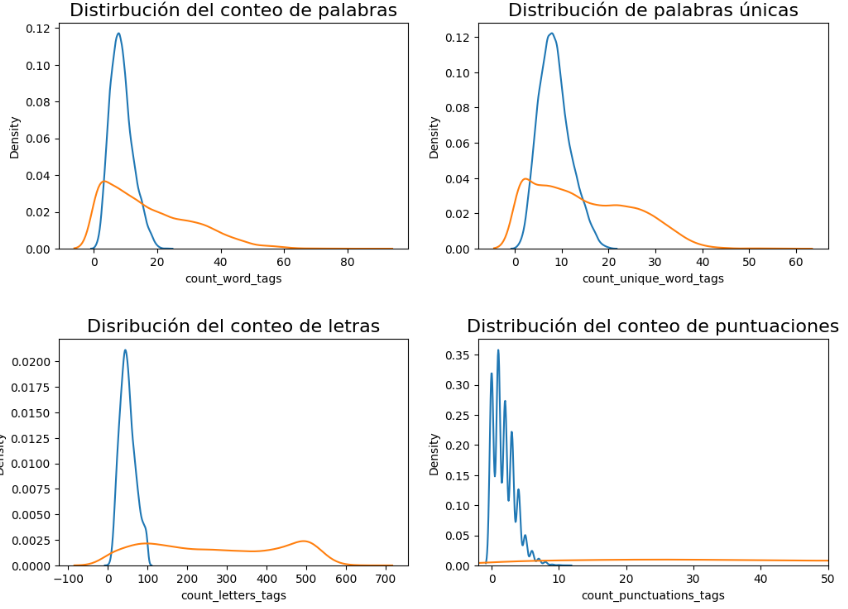 Distirbución del conteo de palabras
Density
0.12
0.10
0.08
0.06
0.04
0.02
0.00
0 20 40 60 80
count_word_tags
Distribución de palabras únicas
Density
0.12
0.10
0.08
0.06
0.04
0.02
0.00
0 10 20 30 40 50 60
count_unique_word_tags
Disribución del conteo de letras
Density
0.0200
0.0175
0.0150
0.0125
0.0100
0.0075
0.0050
0.0025
0.0000
−100 0 100 200 300 400 500 600 700
count_letters_tags
Distribución del conteo de puntuaciones
Density
0.35
0.30
0.25
0.20
0.15
0.10
0.05
0.00
0 10 20 30 40 50
count_punctuations_tags